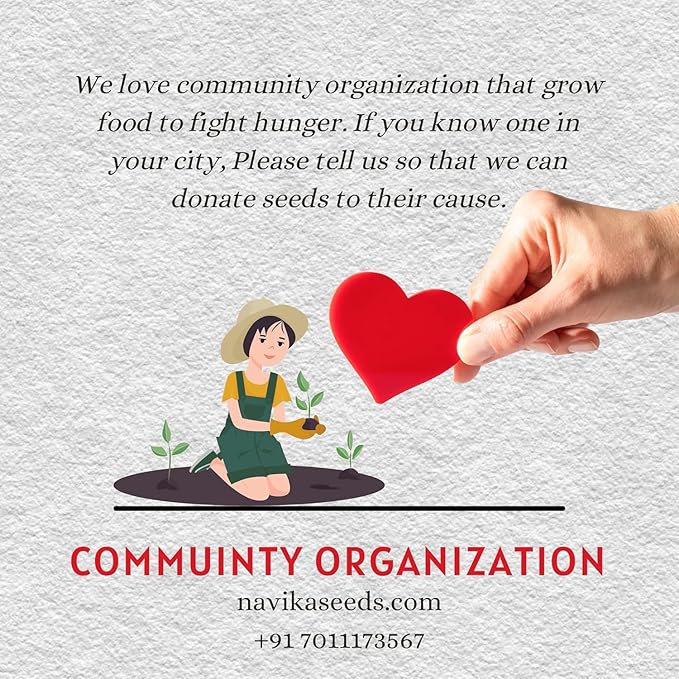 We love community organization that grow
food to fight hunger. If you know one in
your city, Please tell us so that we can
donate seeds to their cause.
COMMUINTY ORGANIZATION
navikaseeds.com
+91 7011173567